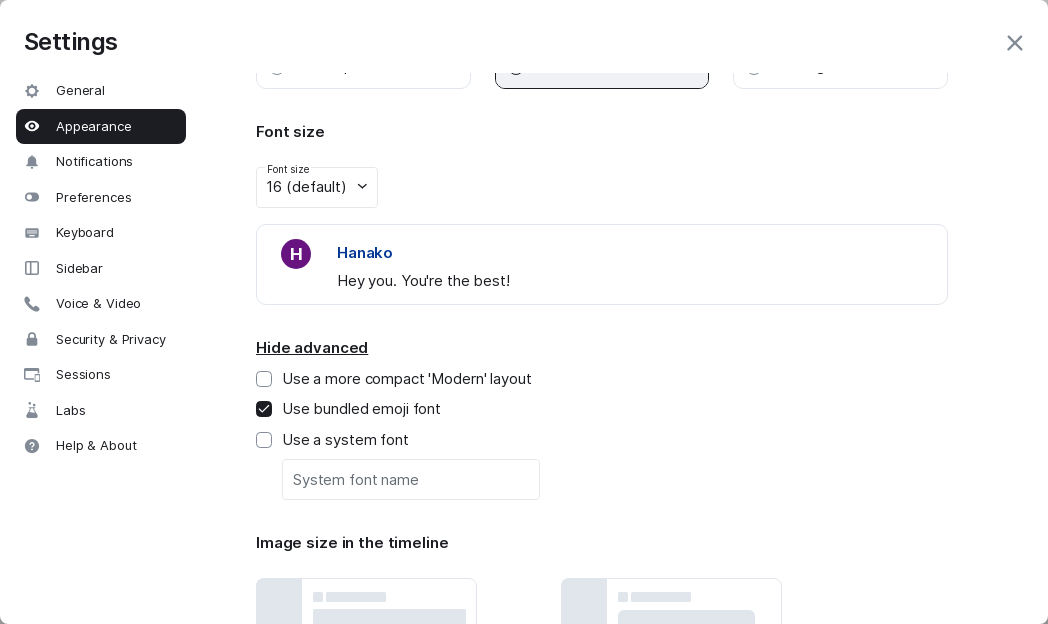 Settings
General
Appearance
Notifications
Preferences
Keyboard
Sidebar
Voice & Video
Security & Privacy
Sessions
Labs
Help & About
Font size
Font size
16 (default)
H
Hanako
Hey you. You're the best!
Hide advanced
Use a more compact 'Modern' layout
Use bundled emoji font
Use a system font
System font name
Image size in the timeline